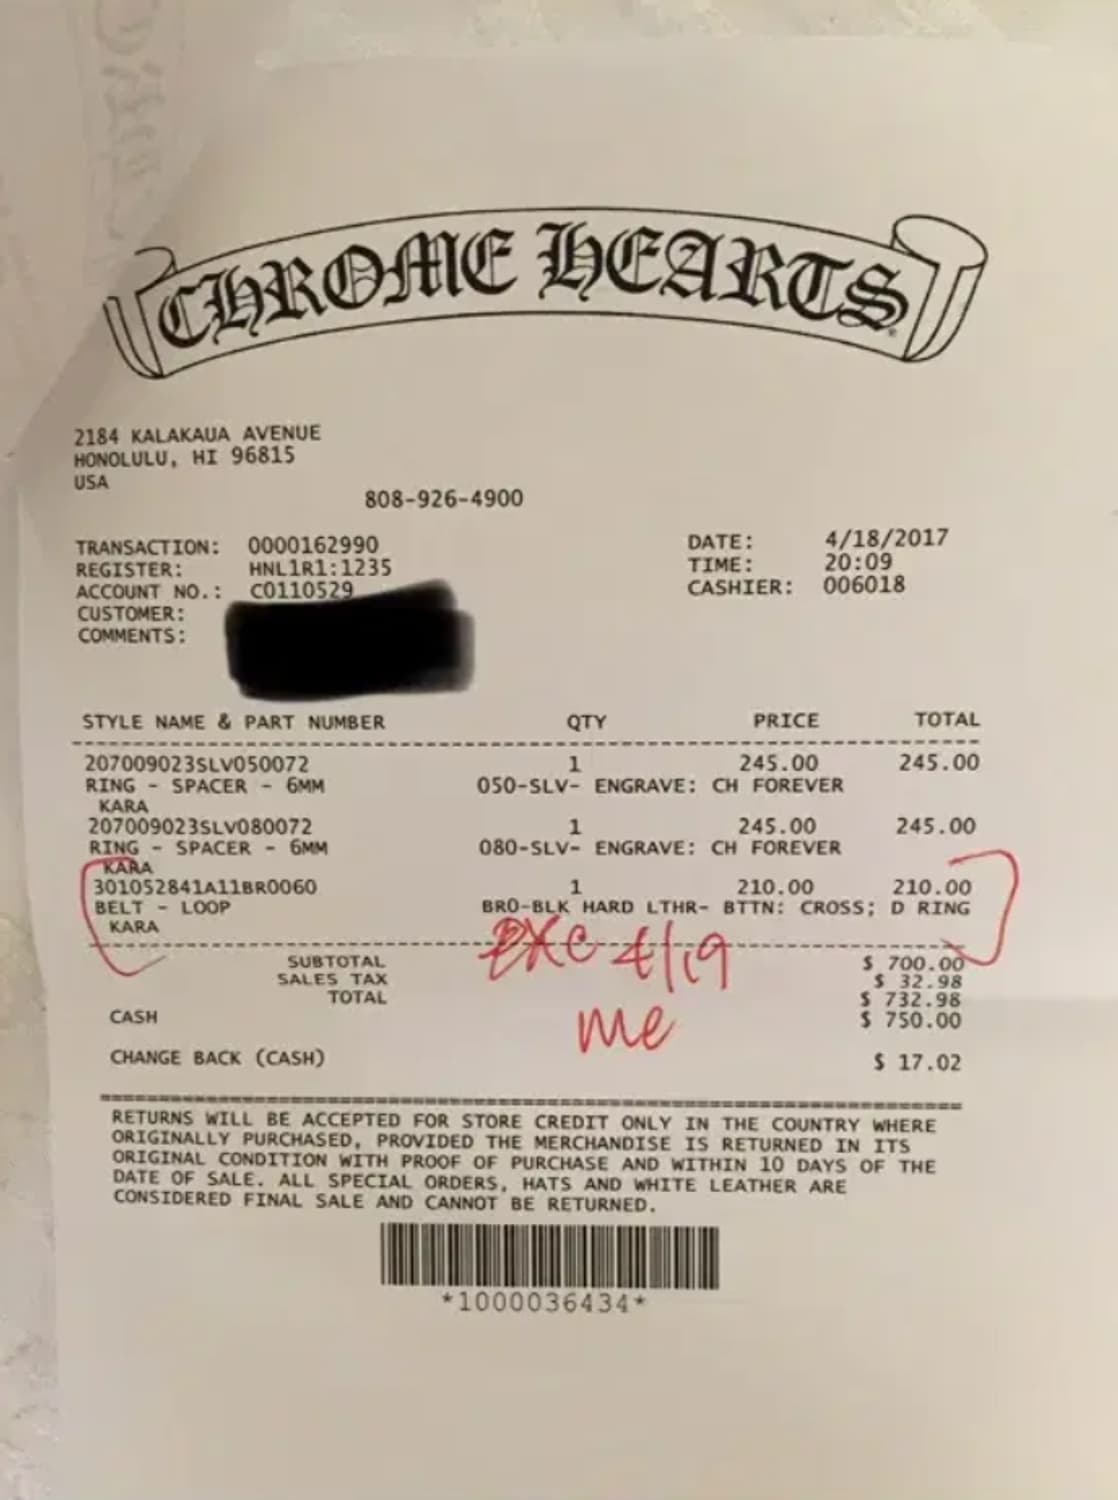 CHROME HEARTS
2184 KALAKAUA AVENUE
HONOLULU, HI 96815
USA
808-926-4900
TRANSACTION: 0000162990 DATE: 4/18/2017
REGISTER: HNL1R1:1235 TIME: 20:09
ACCOUNT NO.: C0110529 CASHIER: 006018
CUSTOMER:
COMMENTS:
STYLE NAME & PART NUMBER QTY PRICE TOTAL
207009023SLV050072 1 245.00 245.00
RING - SPACER - 6MM 050-SLV- ENGRAVE: CH FOREVER
KARA
207009023SLV080072 1 245.00 245.00
RING - SPACER - 6MM 080-SLV- ENGRAVE: CH FOREVER
KARA
301052841A11BR0060 1 210.00 210.00
BELT - LOOP BRO-BLK HARD LTHR- BTTN: CROSS; D RING
KARA
exc 4/19
me
SUBTOTAL $ 700.00
SALES TAX $ 32.98
TOTAL $ 732.98
CASH $ 750.00
CHANGE BACK (CASH) $ 17.02
RETURNS WILL BE ACCEPTED FOR STORE CREDIT ONLY IN THE COUNTRY WHERE
ORIGINALLY PURCHASED, PROVIDED THE MERCHANDISE IS RETURNED IN ITS
ORIGINAL CONDITION WITH PROOF OF PURCHASE AND WITHIN 10 DAYS OF THE
DATE OF SALE. ALL SPECIAL ORDERS, HATS AND WHITE LEATHER ARE
CONSIDERED FINAL SALE AND CANNOT BE RETURNED.
*1000036434*